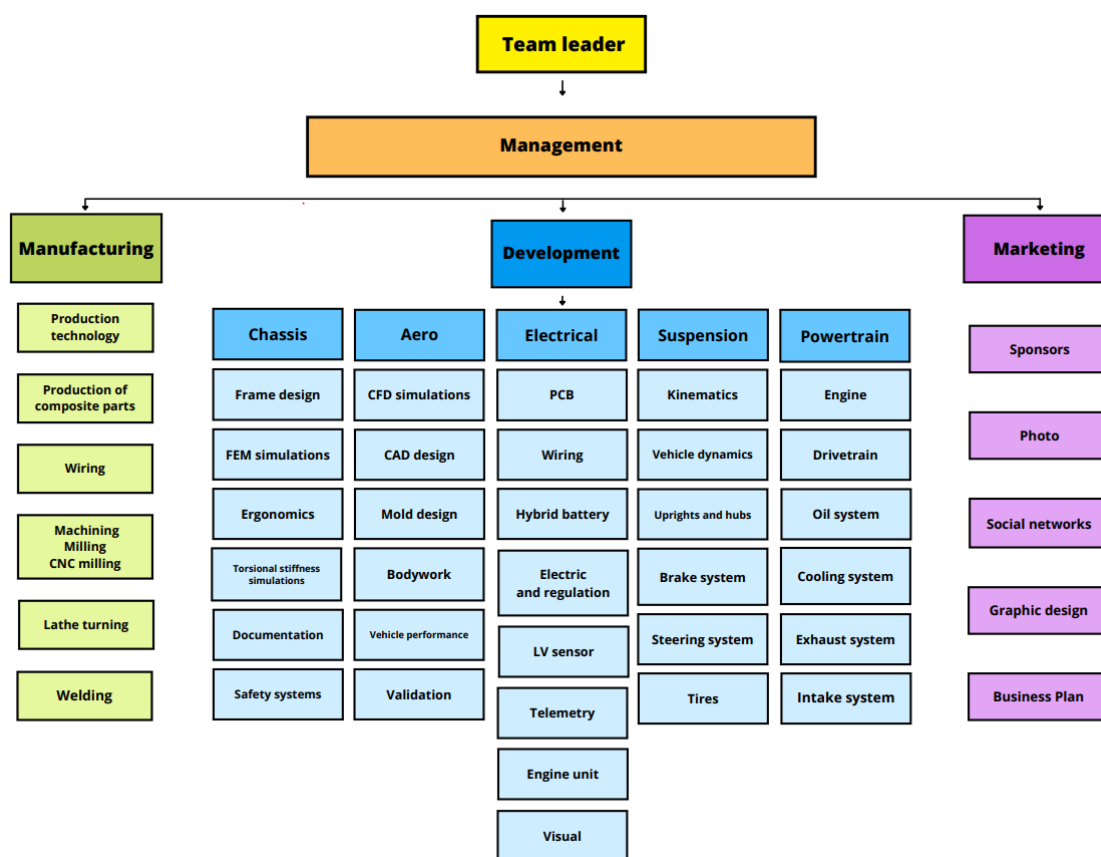 Team leader
Management
Manufacturing
Development
Marketing
Production
technology
Production of
composite parts
Wiring
Machining
Milling
CNC milling
Lathe turning
Welding
Chassis
Frame design
FEM simulations
Ergonomics
Torsional stiffness
simulations
Documentation
Safety systems
Aero
CFD simulations
CAD design
Mold design
Bodywork
Vehicle performance
Validation
Electrical
PCB
Wiring
Hybrid battery
Electric
and regulation
LV sensor
Telemetry
Engine unit
Visual
Suspension
Kinematics
Vehicle dynamics
Uprights and hubs
Brake system
Steering system
Tires
Powertrain
Engine
Drivetrain
Oil system
Cooling system
Exhaust system
Intake system
Sponsors
Photo
Social networks
Graphic design
Business Plan